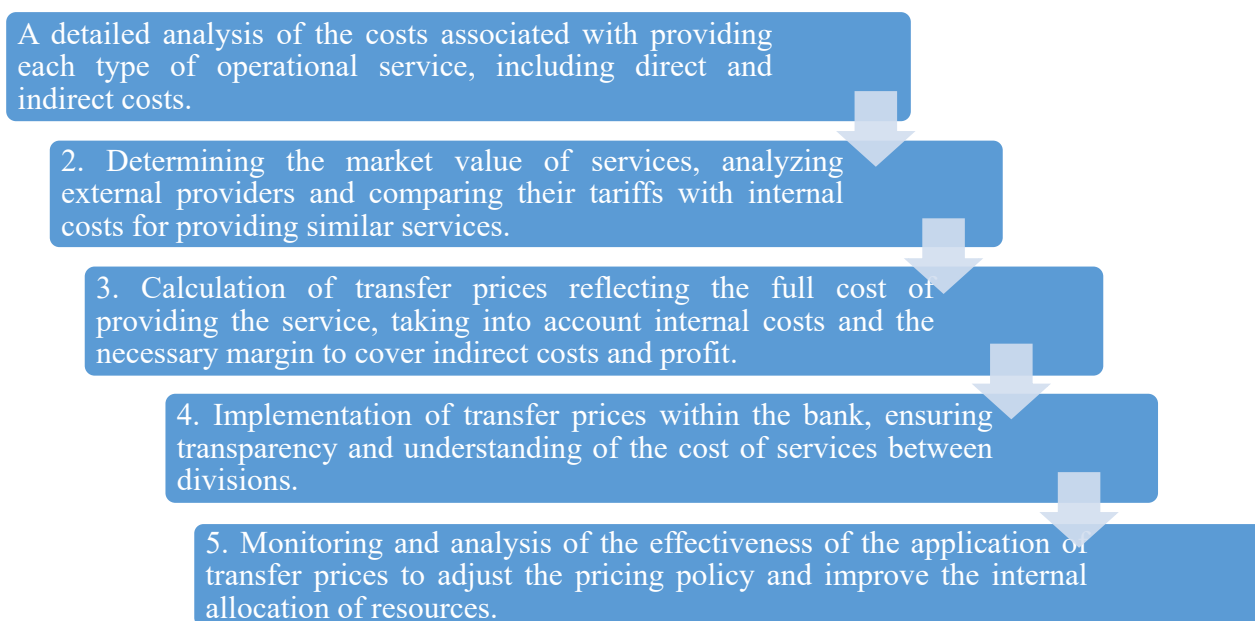 A detailed analysis of the costs associated with providing
each type of operational service, including direct and
indirect costs.
2. Determining the market value of services, analyzing
external providers and comparing their tariffs with internal
costs for providing similar services.
3. Calculation of transfer prices reflecting the full cost of
providing the service, taking into account internal costs and the
necessary margin to cover indirect costs and profit.
4. Implementation of transfer prices within the bank, ensuring
transparency and understanding of the cost of services between
divisions.
5. Monitoring and analysis of the effectiveness of the application of
transfer prices to adjust the pricing policy and improve the internal
allocation of resources.